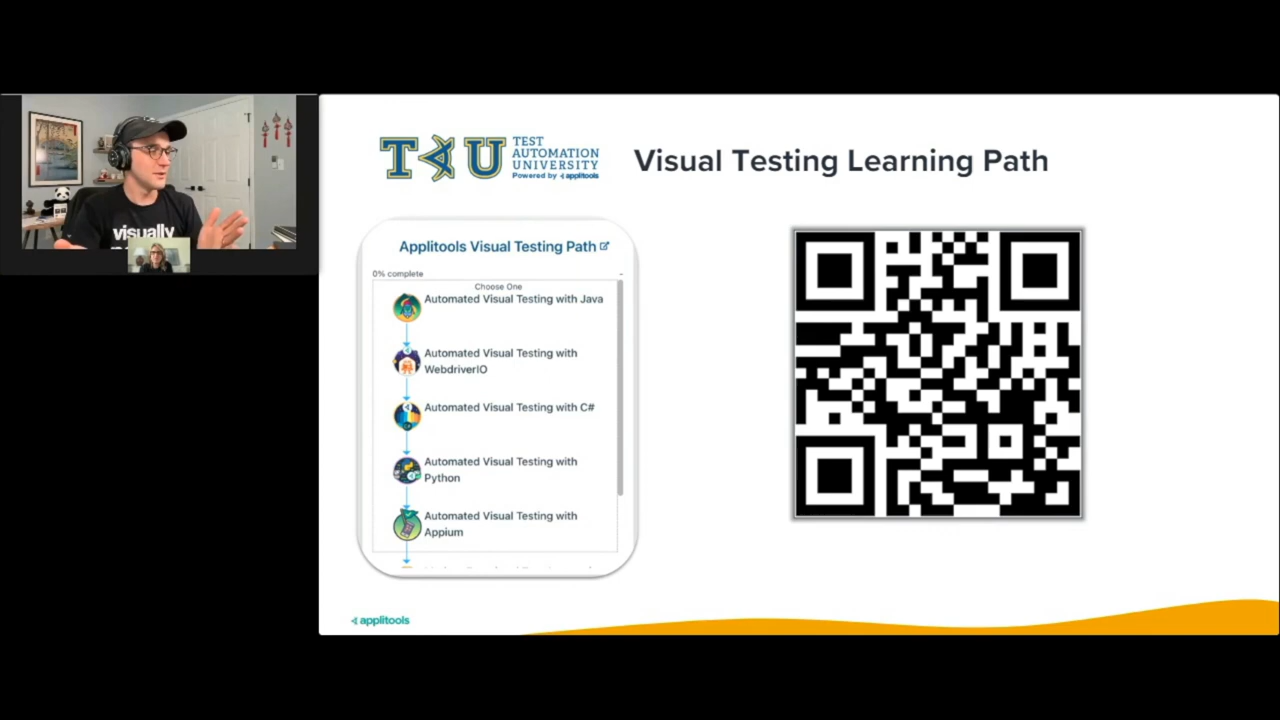 visually
TAU
TEST
AUTOMATION
UNIVERSITY
Powered by applitools
Visual Testing Learning Path
Applitools Visual Testing Path
0% complete
Choose One
Automated Visual Testing with Java
Automated Visual Testing with
WebdriverIO
Automated Visual Testing with C#
Automated Visual Testing with
Python
Automated Visual Testing with
Appium
applitools